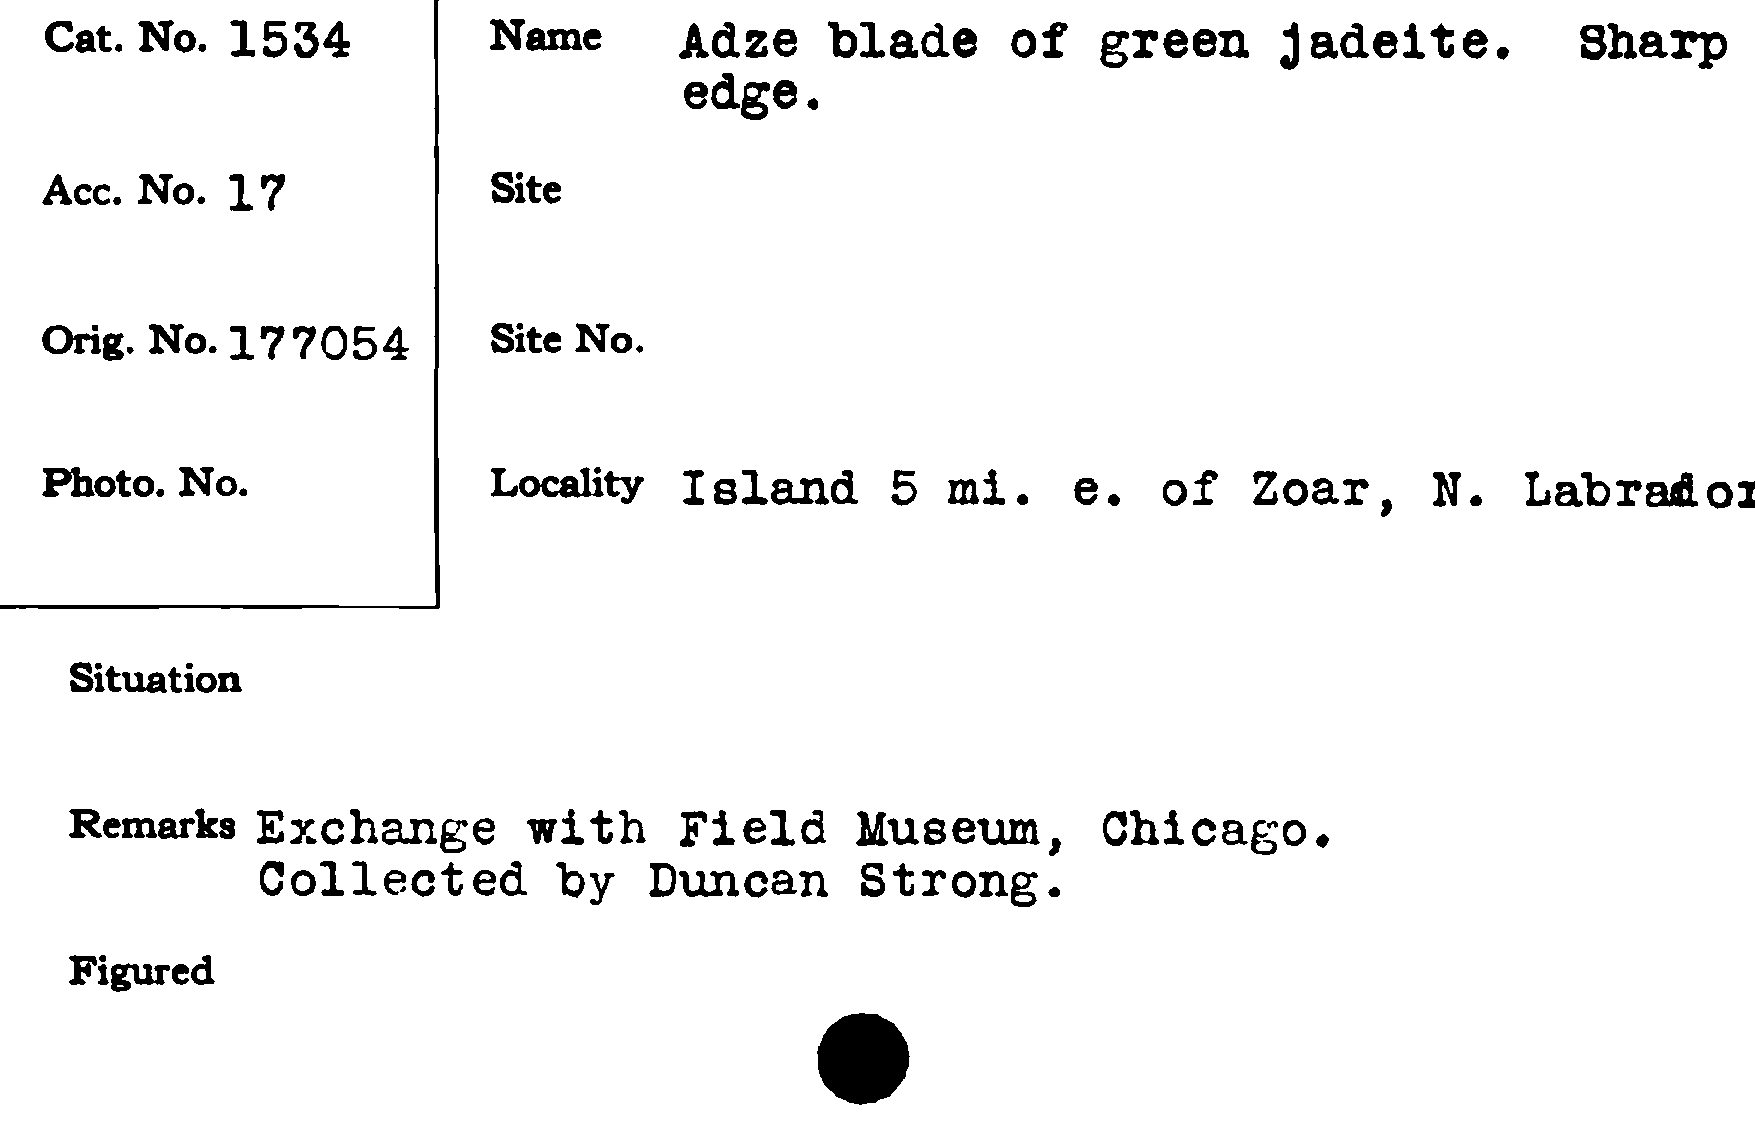 Cat. No. 1534
Name Adze blade of green jadeite. Sharp
edge.
Acc. No. 17
Site
Orig. No. 177054
Site No.
Photo. No.
Locality Island 5 mi. e. of Zoar, N. Labrador
Situation
Remarks Exchange with Field Museum, Chicago.
Collected by Duncan Strong.
Figured